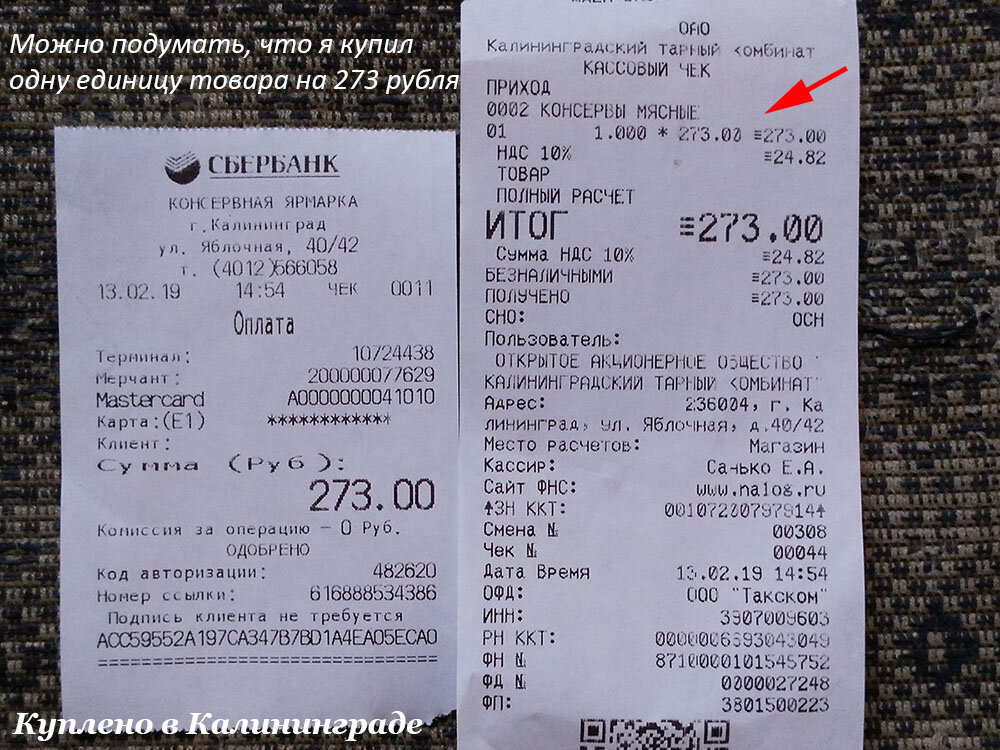 Можно подумать, что я купил
одну единицу товара на 273 рубля
СБЕРБАНК
КОНСЕРВНАЯ ЯРМАРКА
г.Калининград
ул. Яблочная, 40/42
т. (4012)566058
13.02.19 14:54 ЧЕК 0011
Оплата
Терминал: 10724438
Мерчант: 200000077629
Mastercard A0000000041010
Карта:(E1) ************
Клиент:
Сумма (Руб):
273.00
Комиссия за операцию – 0 Руб.
ОДОБРЕНО
Код авторизации: 482620
Номер ссылки: 616888534386
Подпись клиента не требуется
ACC59552A197CA347B7BD1A4EA05ECA0
================================
ОАО
Калининградский тарный комбинат
КАССОВЫЙ ЧЕК
ПРИХОД
0002 КОНСЕРВЫ МЯСНЫЕ
01 1.000 * 273.00 ≡273.00
НДС 10% ≡24.82
ТОВАР
ПОЛНЫЙ РАСЧЕТ
ИТОГ ≡273.00
Сумма НДС 10% ≡24.82
БЕЗНАЛИЧНЫМИ ≡273.00
ПОЛУЧЕНО ≡273.00
СНО: ОСН
Пользователь:
ОТКРЫТОЕ АКЦИОНЕРНОЕ ОБЩЕСТВО "
КАЛИНИНГРАДСКИЙ ТАРНЫЙ КОМБИНАТ"
Адрес: 236004, г. Ка
лининград, ул. Яблочная, д.40/42
Место расчетов: Магазин
Кассир: Санько Е.А.
Сайт ФНС: www.nalog.ru
ЗН ККТ: 00107200797914
Смена № 00308
Чек № 00044
Дата Время 13.02.19 14:54
ОФД: ООО "Такском"
ИНН: 3907009603
РН ККТ: 0000006593043049
ФН № 8710000101545752
ФД № 0000027248
ФП: 3801500223
Куплено в Калининграде